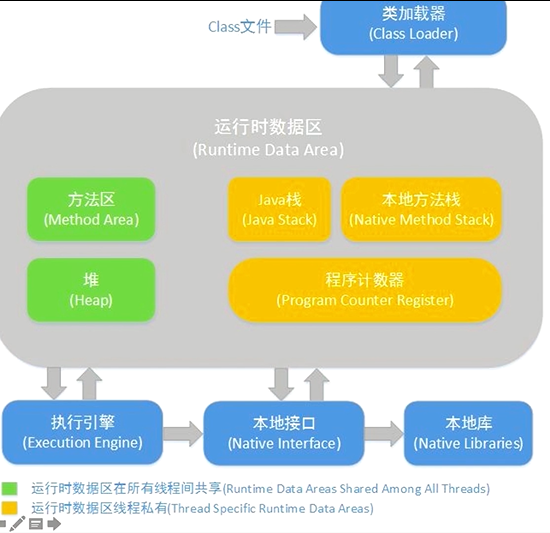 Class文件
类加载器
(Class Loader)
运行时数据区
(Runtime Data Area)
方法区
(Method Area)
Java栈
(Java Stack)
本地方法栈
(Native Method Stack)
堆
(Heap)
程序计数器
(Program Counter Register)
执行引擎
(Execution Engine)
本地接口
(Native Interface)
本地库
(Native Libraries)
运行时数据区在所有线程间共享(Runtime Data Areas Shared Among All Threads)
运行时数据区线程私有(Thread Specific Runtime Data Areas)